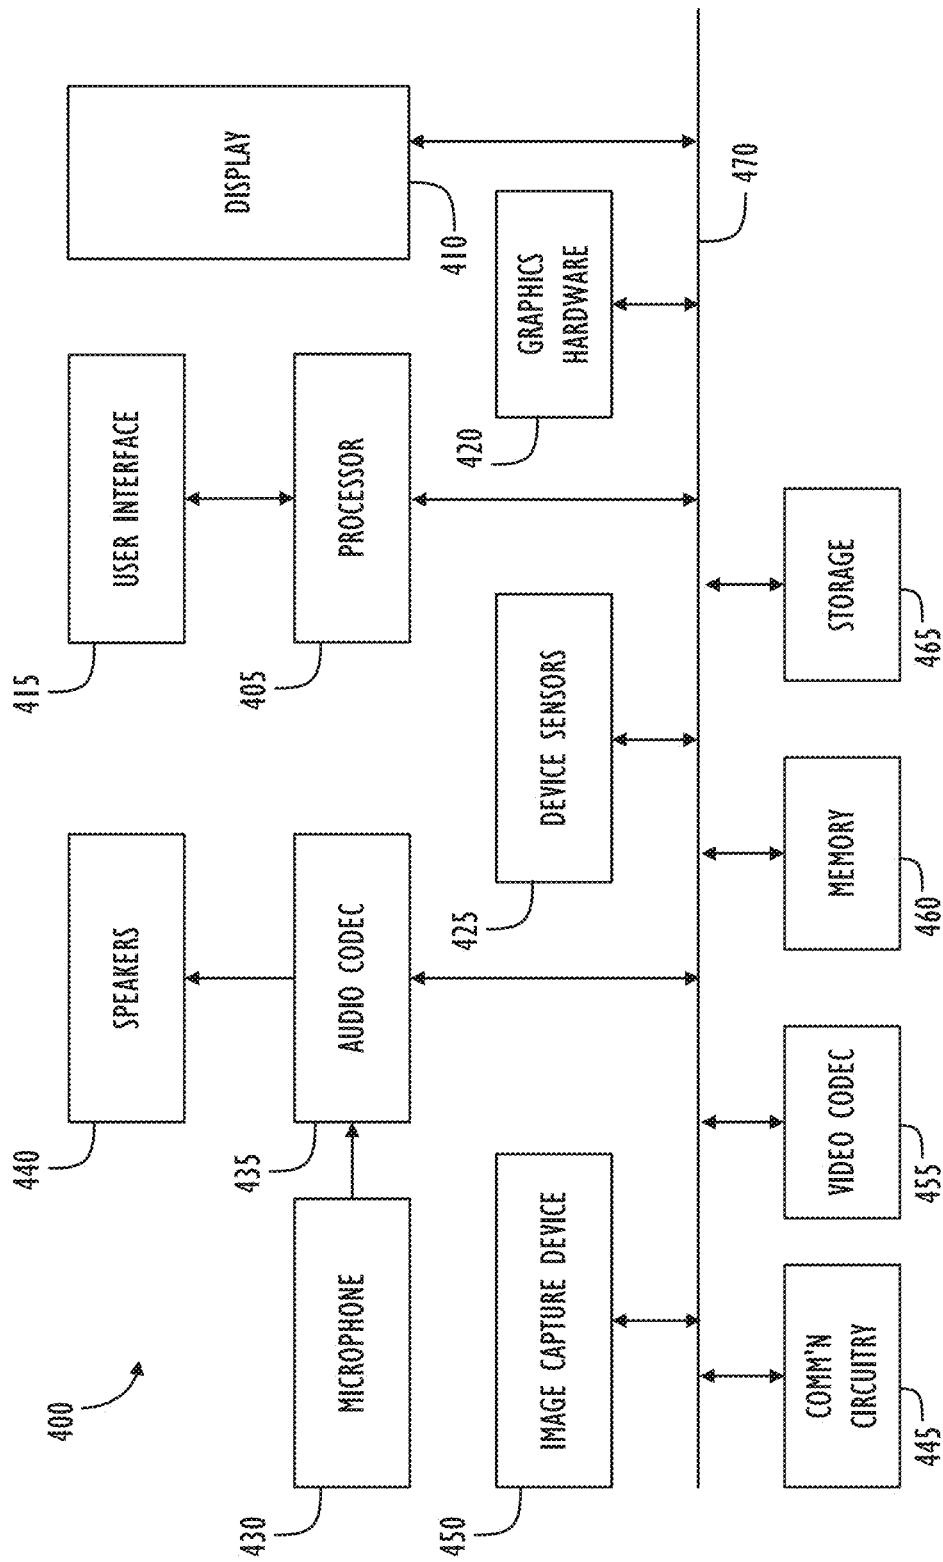 400
440
415
SPEAKERS
USER INTERFACE
DISPLAY
430
435
405
MICROPHONE
AUDIO CODEC
PROCESSOR
410
450
425
420
IMAGE CAPTURE DEVICE
DEVICE SENSORS
GRAPHICS
HARDWARE
470
COMM'N
CIRCUITRY
VIDEO CODEC
MEMORY
STORAGE
445
455
460
465